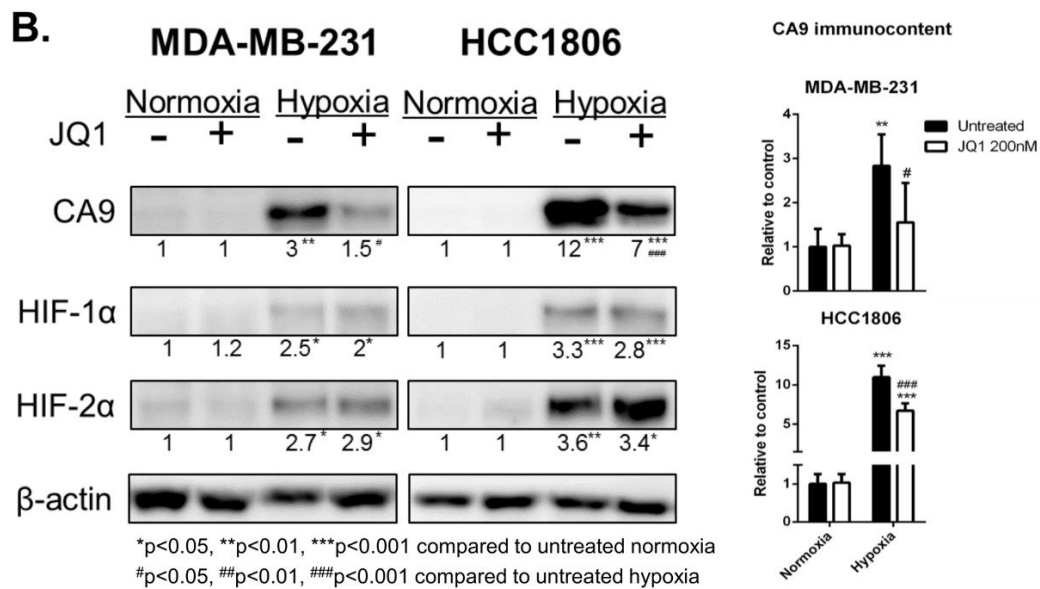 B.
MDA-MB-231 HCC1806
Normoxia Hypoxia Normoxia Hypoxia
JQ1 - + - + - + - +
CA9
1 1 3** 1.5# 1 1 12*** 7***###
HIF-1α
1 1.2 2.5* 2* 1 1 3.3*** 2.8***
HIF-2α
1 1 2.7* 2.9* 1 1 3.6** 3.4*
β-actin
*p<0.05, **p<0.01, ***p<0.001 compared to untreated normoxia
#p<0.05, ##p<0.01, ###p<0.001 compared to untreated hypoxia
CA9 immunocontent
MDA-MB-231
Relative to control
4
3
2
1
0
**
#
Untreated
JQ1 200nM
HCC1806
Relative to control
15
10
5
1
0
***
###
***
Normoxia
Hypoxia